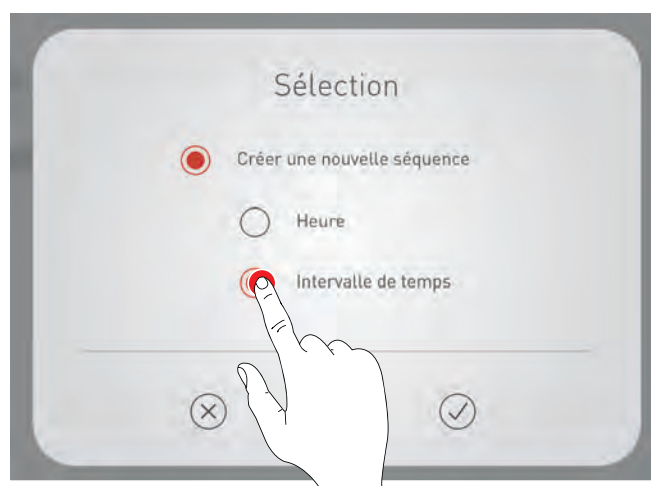 Sélection
Créer une nouvelle séquence
Heure
Intervalle de temps